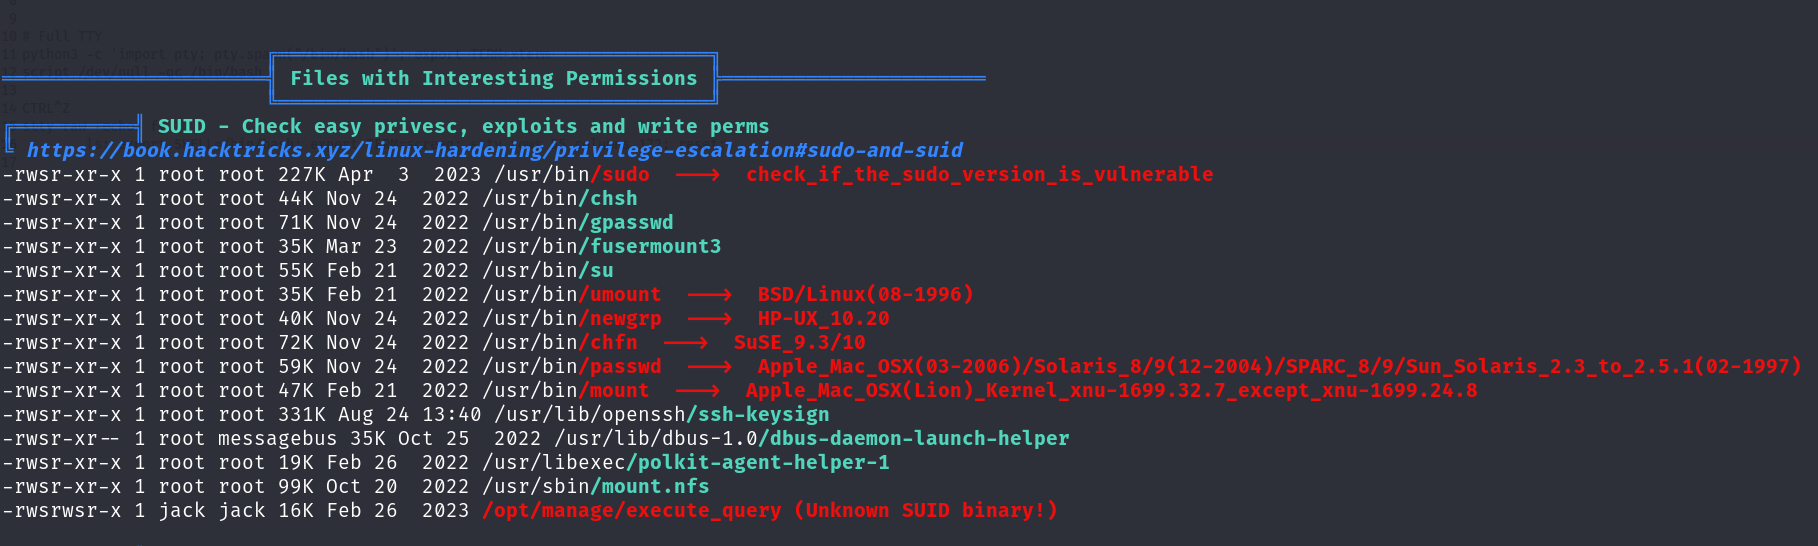 9
10 # Full TTY
11 python3 -c 'import pty; pty.sp
Files with Interesting Permissions
13
14 CTRL^Z
SUID - Check easy privesc, exploits and write perms
https://book.hacktricks.xyz/linux-hardening/privilege-escalation#sudo-and-suid
-rwsr-xr-x 1 root root 227K Apr  3  2023 /usr/bin/sudo  --->  check_if_the_sudo_version_is_vulnerable
-rwsr-xr-x 1 root root 44K Nov 24  2022 /usr/bin/chsh
-rwsr-xr-x 1 root root 71K Nov 24  2022 /usr/bin/gpasswd
-rwsr-xr-x 1 root root 35K Mar 23  2022 /usr/bin/fusermount3
-rwsr-xr-x 1 root root 55K Feb 21  2022 /usr/bin/su
-rwsr-xr-x 1 root root 35K Feb 21  2022 /usr/bin/umount  --->  BSD/Linux(08-1996)
-rwsr-xr-x 1 root root 40K Nov 24  2022 /usr/bin/newgrp  --->  HP-UX_10.20
-rwsr-xr-x 1 root root 72K Nov 24  2022 /usr/bin/chfn  --->  SuSE_9.3/10
-rwsr-xr-x 1 root root 59K Nov 24  2022 /usr/bin/passwd  --->  Apple_Mac_OSX(03-2006)/Solaris_8/9(12-2004)/SPARC_8/9/Sun_Solaris_2.3_to_2.5.1(02-1997)
-rwsr-xr-x 1 root root 47K Feb 21  2022 /usr/bin/mount  --->  Apple_Mac_OSX(Lion)_Kernel_xnu-1699.32.7_except_xnu-1699.24.8
-rwsr-xr-x 1 root root 331K Aug 24 13:40 /usr/lib/openssh/ssh-keysign
-rwsr-xr-- 1 root messagebus 35K Oct 25  2022 /usr/lib/dbus-1.0/dbus-daemon-launch-helper
-rwsr-xr-x 1 root root 19K Feb 26  2022 /usr/libexec/polkit-agent-helper-1
-rwsr-xr-x 1 root root 99K Oct 20  2022 /usr/sbin/mount.nfs
-rwsrwsr-x 1 jack jack 16K Feb 26  2023 /opt/manage/execute_query (Unknown SUID binary!)